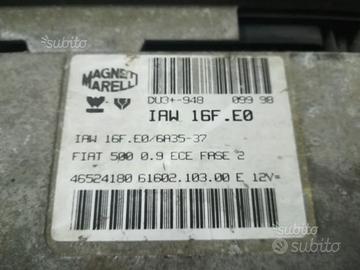 subito
MAGNETI
MARELLI
DU3+-948 099 98
IAW 16F.E0
IAW 16F.E0/6A35-37
FIAT 500 0.9 ECE FASE 2
46524180 61602.103.00 E 12V=
subito